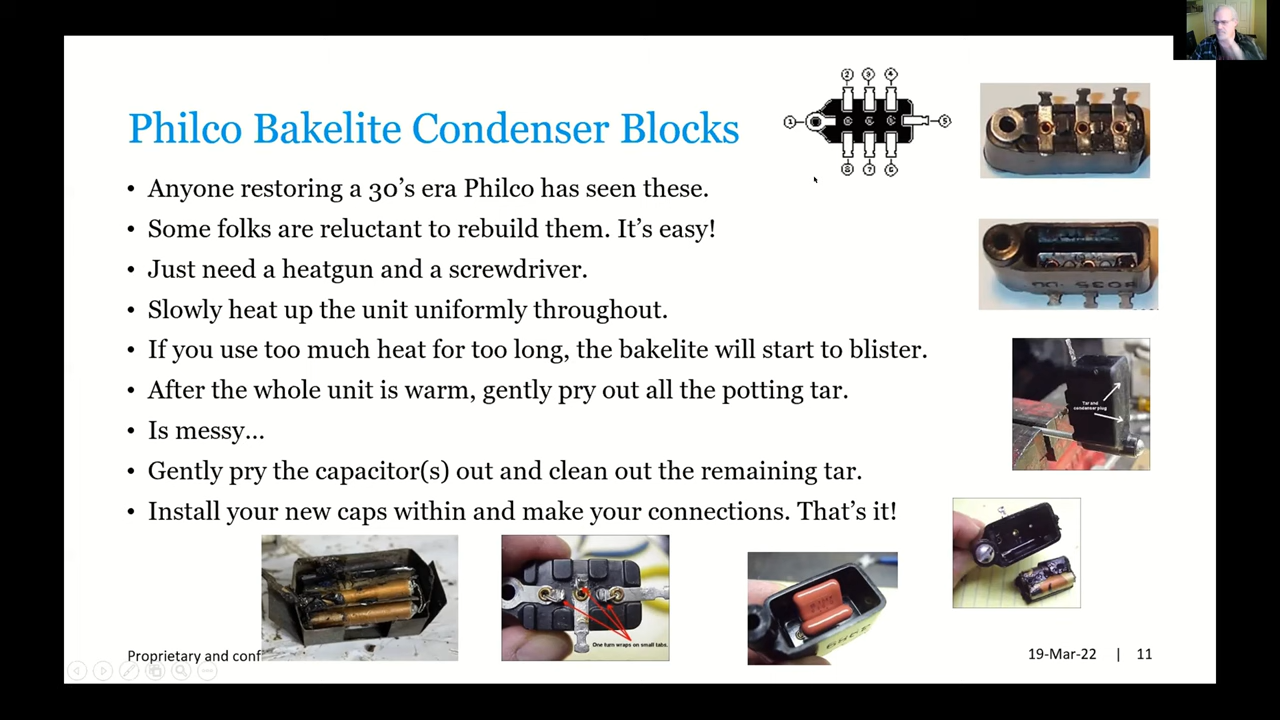 Philco Bakelite Condenser Blocks
2 3 4
1 5
8 7 6
• Anyone restoring a 30's era Philco has seen these.
• Some folks are reluctant to rebuild them. It's easy!
• Just need a heatgun and a screwdriver.
• Slowly heat up the unit uniformly throughout.
• If you use too much heat for too long, the bakelite will start to blister.
• After the whole unit is warm, gently pry out all the potting tar.
• Is messy...
• Gently pry the capacitor(s) out and clean out the remaining tar.
• Install your new caps within and make your connections. That's it!
Tar and
condenser plug
One turn wraps on small tabs.
Proprietary and conf
19-Mar-22 | 11